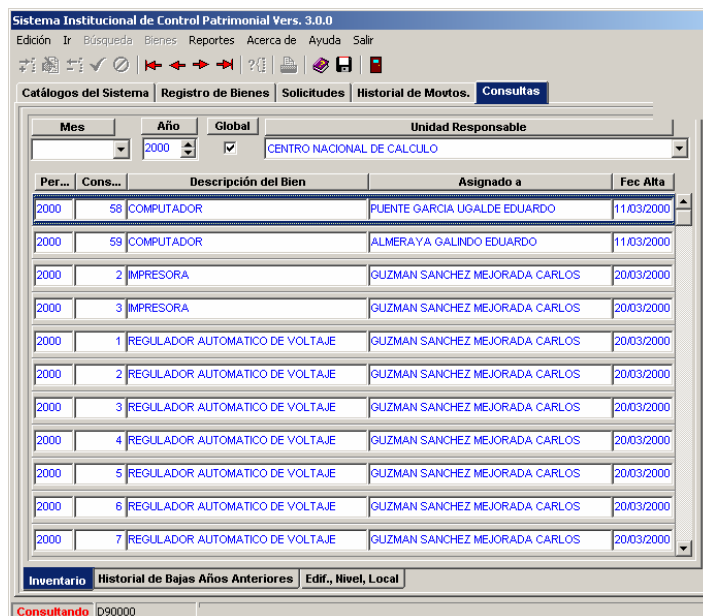 Sistema Institucional de Control Patrimonial Vers. 3.0.0
Edición Ir Búsqueda Bienes Reportes Acerca de Ayuda Salir
Catálogos del Sistema Registro de Bienes Solicitudes Historial de Movtos. Consultas
Mes Año Global Unidad Responsable
2000 CENTRO NACIONAL DE CALCULO
Per... Cons... Descripción del Bien Asignado a Fec Alta
2000 58 COMPUTADOR PUENTE GARCIA UGALDE EDUARDO 11/03/2000
2000 59 COMPUTADOR ALMERAYA GALINDO EDUARDO 11/03/2000
2000 2 IMPRESORA GUZMAN SANCHEZ MEJORADA CARLOS 20/03/2000
2000 3 IMPRESORA GUZMAN SANCHEZ MEJORADA CARLOS 20/03/2000
2000 1 REGULADOR AUTOMATICO DE VOLTAJE GUZMAN SANCHEZ MEJORADA CARLOS 20/03/2000
2000 2 REGULADOR AUTOMATICO DE VOLTAJE GUZMAN SANCHEZ MEJORADA CARLOS 20/03/2000
2000 3 REGULADOR AUTOMATICO DE VOLTAJE GUZMAN SANCHEZ MEJORADA CARLOS 20/03/2000
2000 4 REGULADOR AUTOMATICO DE VOLTAJE GUZMAN SANCHEZ MEJORADA CARLOS 20/03/2000
2000 5 REGULADOR AUTOMATICO DE VOLTAJE GUZMAN SANCHEZ MEJORADA CARLOS 20/03/2000
2000 6 REGULADOR AUTOMATICO DE VOLTAJE GUZMAN SANCHEZ MEJORADA CARLOS 20/03/2000
2000 7 REGULADOR AUTOMATICO DE VOLTAJE GUZMAN SANCHEZ MEJORADA CARLOS 20/03/2000
Inventario Historial de Bajas Años Anteriores Edif., Nivel, Local
Consultando D90000